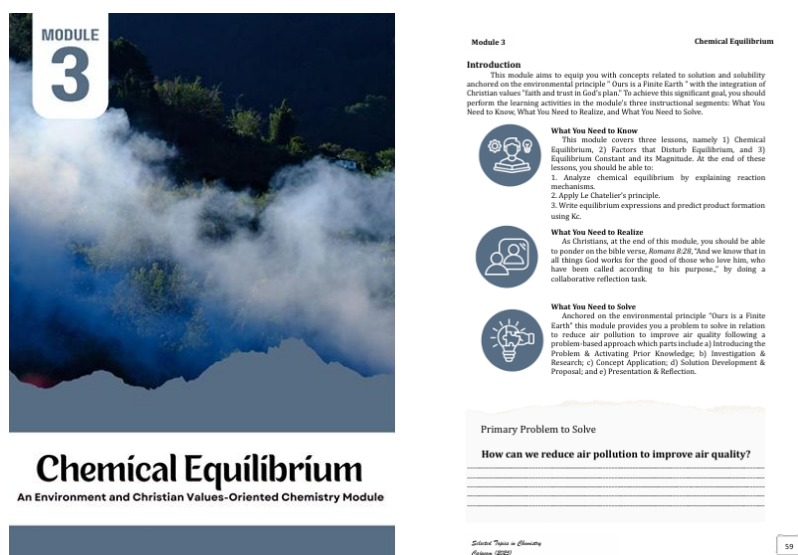 MODULE
3
Chemical Equilibrium
An Environment and Christian Values-Oriented Chemistry Module
Module 3
Chemical Equilibrium
Introduction
This module aims to equip you with concepts related to solution and solubility
anchored on the environmental principle " Ours is a Finite Earth " with the integration of
Christian values "faith and trust in God's plan." To achieve this significant goal, you should
perform the learning activities in the module's three instructional segments: What You
Need to Know, What You Need to Realize, and What You Need to Solve.
What You Need to Know
This module covers three lessons, namely 1) Chemical
Equilibrium, 2) Factors that Disturb Equilibrium, and 3)
Equilibrium Constant and its Magnitude. At the end of these
lessons, you should be able to:
1. Analyze chemical equilibrium by explaining reaction
mechanisms.
2. Apply Le Chatelier's principle.
3. Write equilibrium expressions and predict product formation
using Kc.
What You Need to Realize
As Christians, at the end of this module, you should be able
to ponder on the bible verse, Romans 8:28, "And we know that in
all things God works for the good of those who love him, who
have been called according to his purpose.," by doing a
collaborative reflection task.
What You Need to Solve
Anchored on the environmental principle "Ours is a Finite
Earth" this module provides you a problem to solve in relation
to reduce air pollution to improve air quality following a
problem-based approach which parts include a) Introducing the
Problem & Activating Prior Knowledge; b) Investigation &
Research; c) Concept Application; d) Solution Development &
Proposal; and e) Presentation & Reflection.
Primary Problem to Solve
How can we reduce air pollution to improve air quality?
Selected Topics in Chemistry
(2023)
59